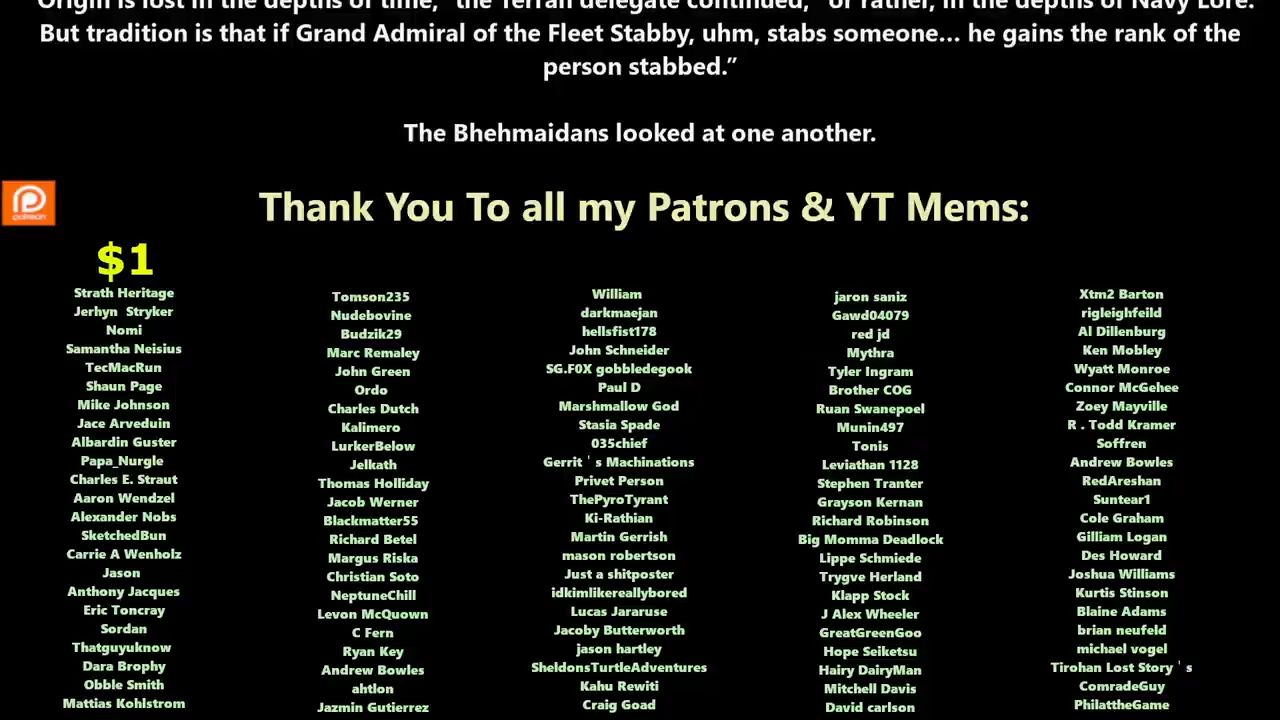 Origin is lost in the depths of time," the Terran delegate continued, "or rather, in the depths of Navy Lore.
But tradition is that if Grand Admiral of the Fleet Stabby, uhm, stabs someone... he gains the rank of the
person stabbed.”
The Bhehmaidans looked at one another.
patreon
Thank You To all my Patrons & YT Mems:
$1
Strath Heritage
Jerhyn  Stryker
Nomi
Samantha Neisius
TecMacRun
Shaun Page
Mike Johnson
Jace Arveduin
Albardin Guster
Papa_Nurgle
Charles E. Straut
Aaron Wendzel
Alexander Nobs
SketchedBun
Carrie A Wenholz
Jason
Anthony Jacques
Eric Toncray
Sordan
Thatguyuknow
Dara Brophy
Obble Smith
Mattias Kohlstrom
Tomson235
Nudebovine
Budzik29
Marc Remaley
John Green
Ordo
Charles Dutch
Kalimero
LurkerBelow
Jelkath
Thomas Holliday
Jacob Werner
Blackmatter55
Richard Betel
Margus Riska
Christian Soto
NeptuneChill
Levon McQuown
C Fern
Ryan Key
Andrew Bowles
ahtlon
Jazmin Gutierrez
William
darkmaejan
hellsfist178
John Schneider
SG.F0X gobbledegook
Paul D
Marshmallow God
Stasia Spade
035chief
Gerrit ' s Machinations
Privet Person
ThePyroTyrant
Ki-Rathian
Martin Gerrish
mason robertson
Just a shitposter
idkimlikereallybored
Lucas Jararuse
Jacoby Butterworth
jason hartley
SheldonsTurtleAdventures
Kahu Rewiti
Craig Goad
jaron saniz
Gawd04079
red jd
Mythra
Tyler Ingram
Brother COG
Ruan Swanepoel
Munin497
Tonis
Leviathan 1128
Stephen Tranter
Grayson Kernan
Richard Robinson
Big Momma Deadlock
Lippe Schmiede
Trygve Herland
Klapp Stock
J Alex Wheeler
GreatGreenGoo
Hope Seiketsu
Hairy DairyMan
Mitchell Davis
David carlson
Xtm2 Barton
rigleighfeild
Al Dillenburg
Ken Mobley
Wyatt Monroe
Connor McGehee
Zoey Mayville
R . Todd Kramer
Soffren
Andrew Bowles
RedAreshan
Suntear1
Cole Graham
Gilliam Logan
Des Howard
Joshua Williams
Kurtis Stinson
Blaine Adams
brian neufeld
michael vogel
Tirohan Lost Story ' s
ComradeGuy
PhilattheGame